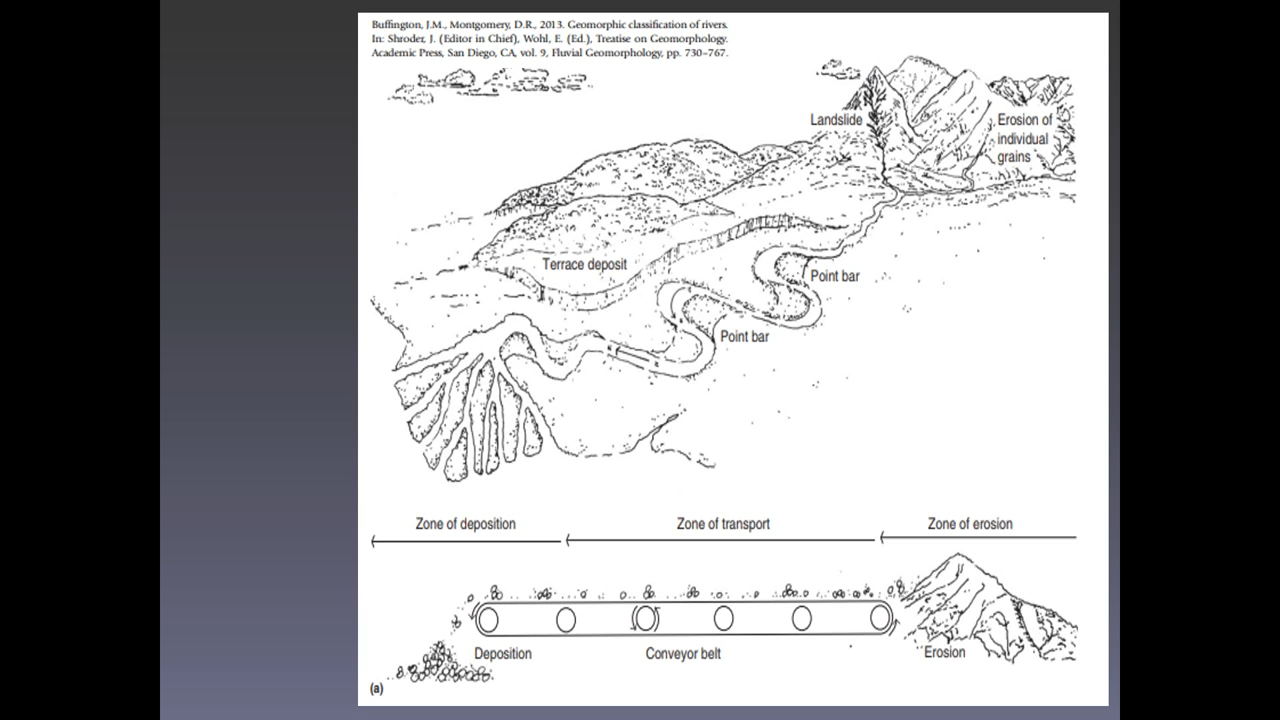 Buffington, J.M., Montgomery, D.R., 2013. Geomorphic classification of rivers.
In: Shroder, J. (Editor in Chief), Wohl, E. (Ed.), Treatise on Geomorphology.
Academic Press, San Diego, CA, vol. 9, Fluvial Geomorphology, pp. 730–767.
Landslide
Erosion of
individual
grains
Terrace deposit
Point bar
Point bar
Zone of deposition
Zone of transport
Zone of erosion
Deposition
Conveyor belt
Erosion
(a)